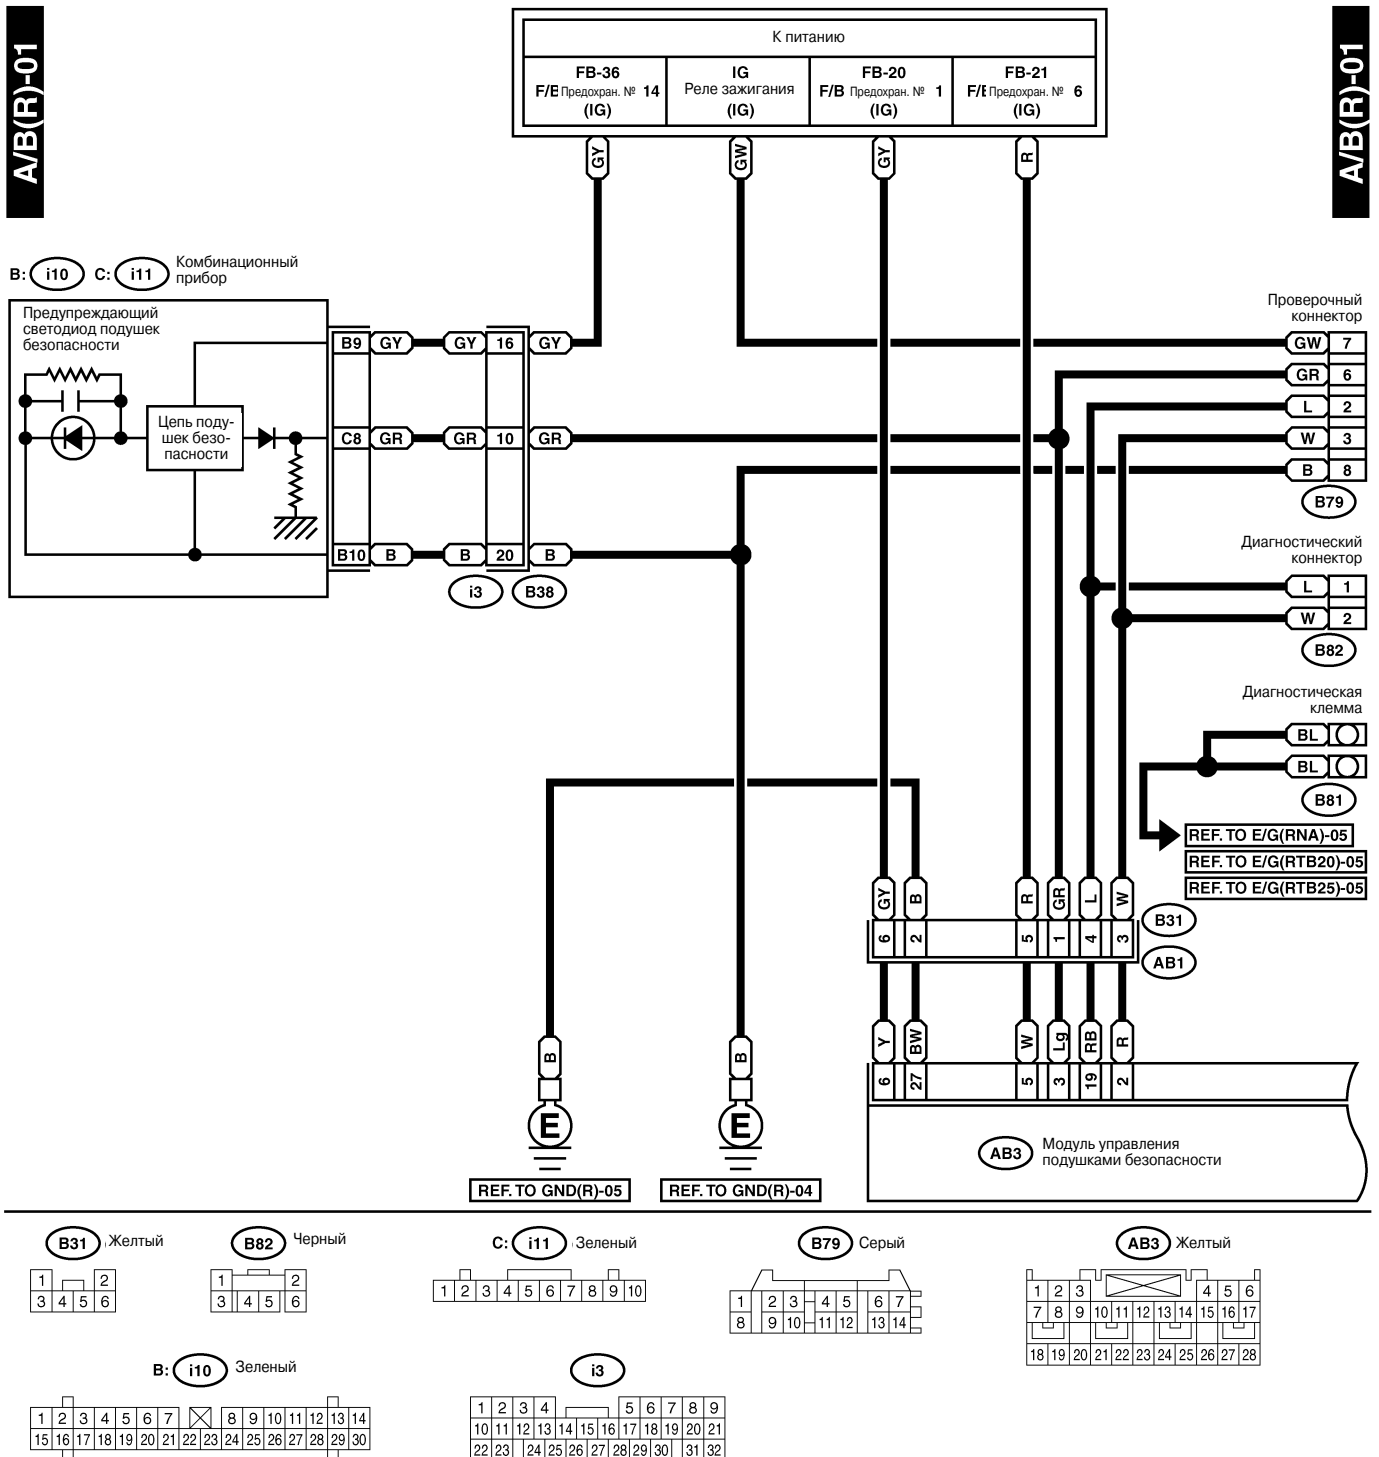 A/B(R)-01
A/B(R)-01
К питанию
FB-36
F/B Предохран. № 14
(IG)
IG
Реле зажигания
(IG)
FB-20
F/B Предохран. № 1
(IG)
FB-21
F/B Предохран. № 6
(IG)
GY
GW
GY
R
B: i10 C: i11 Комбинационный
прибор
Предупреждающий
светодиод подушек
безопасности
Цепь поду-
шек безо-
пасности
B9 GY GY 16 GY
C8 GR GR 10 GR
B10 B B 20 B
i3 B38
Проверочный
коннектор
GW 7
GR 6
L 2
W 3
B 8
B79
Диагностический
коннектор
L 1
W 2
B82
Диагностическая
клемма
BL
BL
B81
REF. TO E/G(RNA)-05
REF. TO E/G(RTB20)-05
REF. TO E/G(RTB25)-05
GY B R GR L W
B31
6 2 5 1 4 3
AB1
Y BW W Lg RB R
6 27 5 3 19 2
B B
E E
REF. TO GND(R)-05 REF. TO GND(R)-04
AB3 Модуль управления
подушками безопасности
B31 Желтый
1 2
3 4 5 6
B82 Черный
1 2
3 4 5 6
C: i11 Зеленый
1 2 3 4 5 6 7 8 9 10
B79 Серый
1 2 3 4 5 6 7
8 9 10 11 12 13 14
AB3 Желтый
1 2 3 4 5 6
7 8 9 10 11 12 13 14 15 16 17
18 19 20 21 22 23 24 25 26 27 28
B: i10 Зеленый
1 2 3 4 5 6 7 8 9 10 11 12 13 14
15 16 17 18 19 20 21 22 23 24 25 26 27 28 29 30
i3
1 2 3 4 5 6 7 8 9
10 11 12 13 14 15 16 17 18 19 20 21
22 23 24 25 26 27 28 29 30 31 32